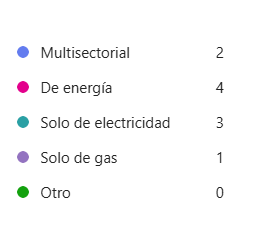 Multisectorial 2
De energía 4
Solo de electricidad 3
Solo de gas 1
Otro 0